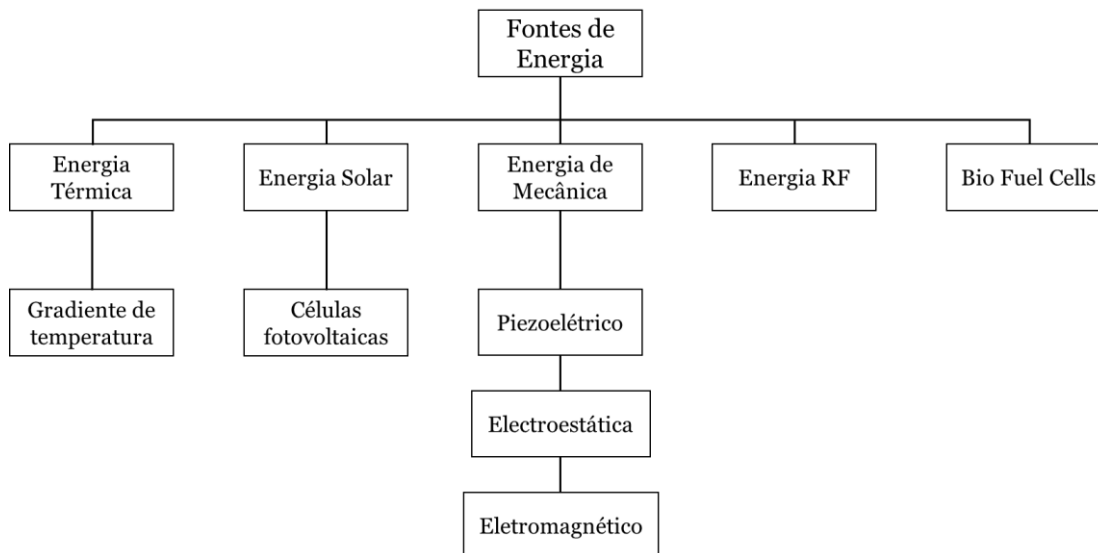 Fontes de
Energia
Energia
Térmica
Energia Solar
Energia de
Mecânica
Energia RF
Bio Fuel Cells
Gradiente de
temperatura
Células
fotovoltaicas
Piezoelétrico
Electroestática
Eletromagnético